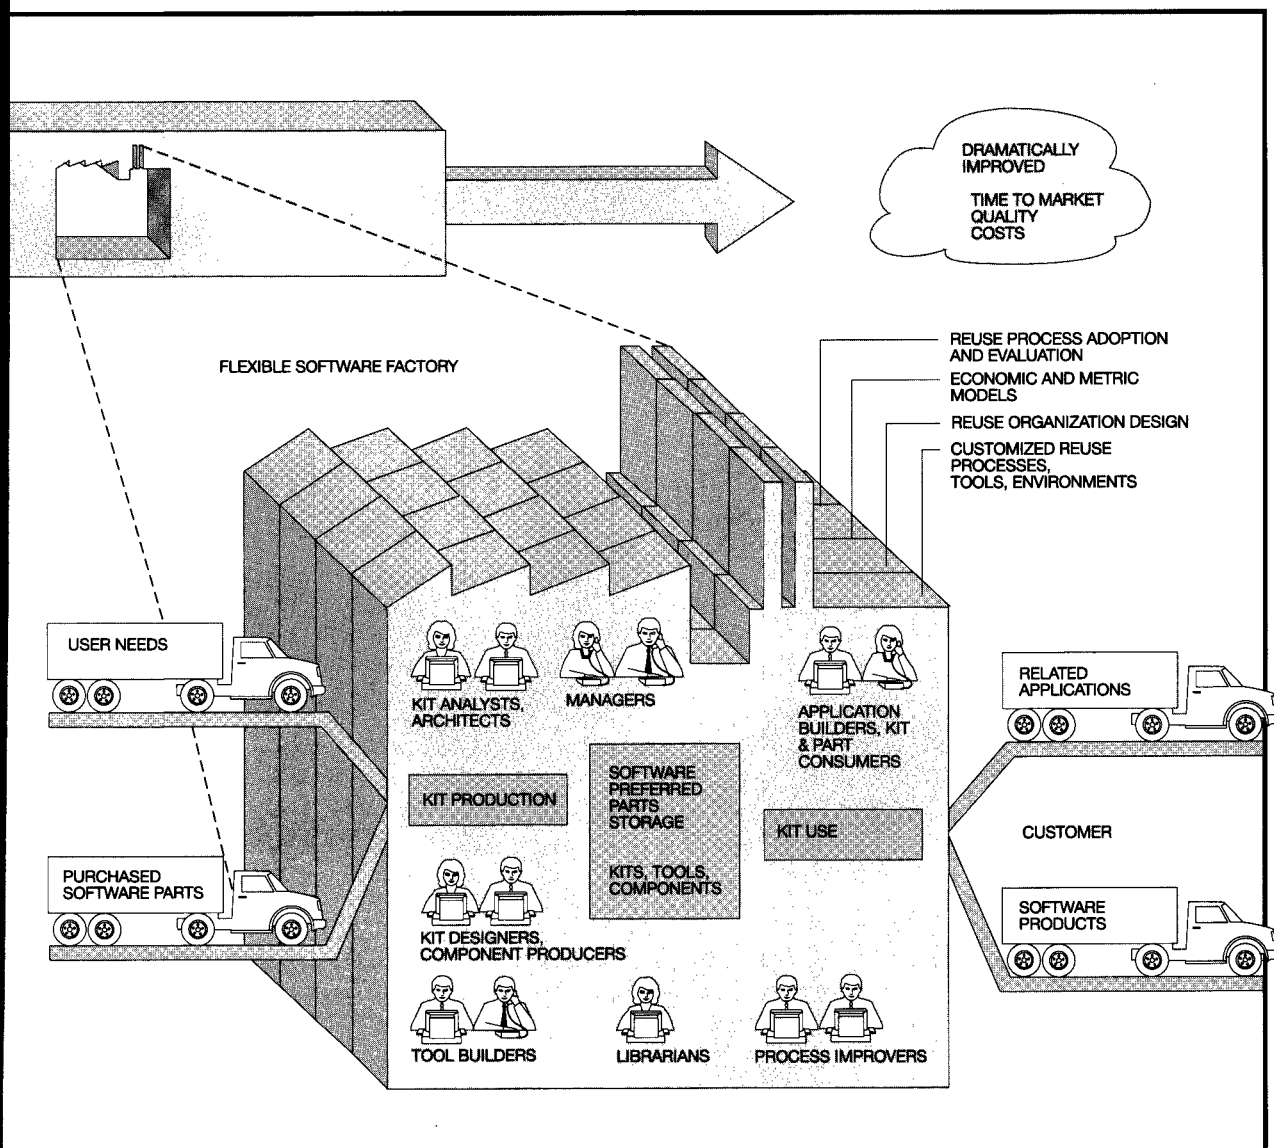 DRAMATICALLY
IMPROVED
TIME TO MARKET
QUALITY
COSTS
FLEXIBLE SOFTWARE FACTORY
REUSE PROCESS ADOPTION
AND EVALUATION
ECONOMIC AND METRIC
MODELS
REUSE ORGANIZATION DESIGN
CUSTOMIZED REUSE
PROCESSES,
TOOLS, ENVIRONMENTS
USER NEEDS
KIT ANALYSTS,
ARCHITECTS
MANAGERS
APPLICATION
BUILDERS, KIT
& PART
CONSUMERS
RELATED
APPLICATIONS
KIT PRODUCTION
SOFTWARE
PREFERRED
PARTS
STORAGE
KITS, TOOLS,
COMPONENTS
KIT USE
CUSTOMER
PURCHASED
SOFTWARE PARTS
SOFTWARE
PRODUCTS
KIT DESIGNERS,
COMPONENT PRODUCERS
TOOL BUILDERS
LIBRARIANS
PROCESS IMPROVERS